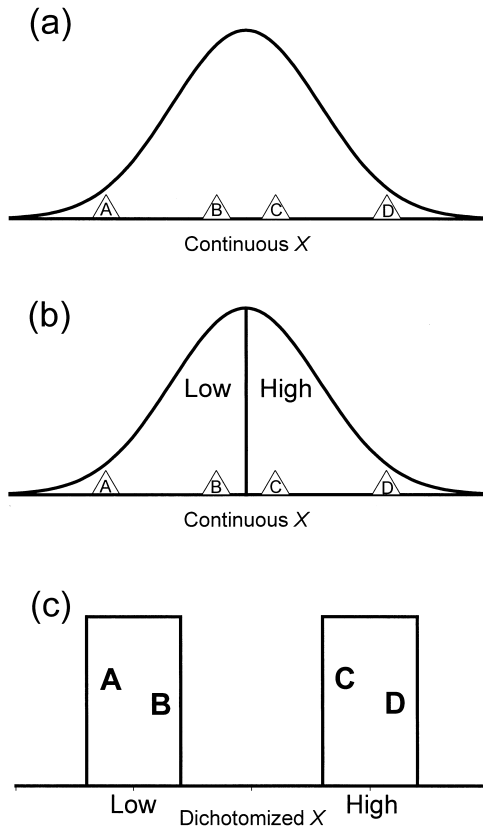 (a)
A B C D
Continuous X
(b)
Low High
A B C D
Continuous X
(c)
A B C D
Low High
Dichotomized X